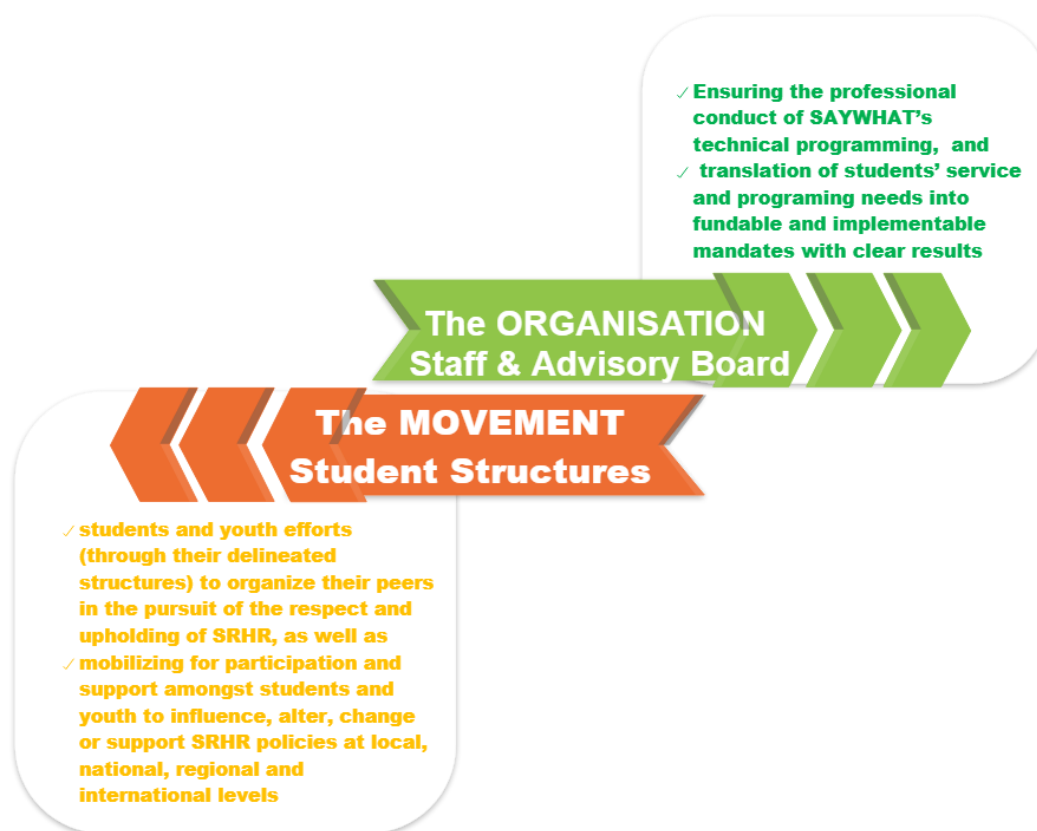 ✓ Ensuring the professional
conduct of SAYWHAT's
technical programming,  and
✓ translation of students' service
and programing needs into
fundable and implementable
mandates with clear results
The ORGANISATION
Staff & Advisory Board
The MOVEMENT
Student Structures
✓ students and youth efforts
(through their delineated
structures) to organize their peers
in the pursuit of the respect and
upholding of SRHR, as well as
✓ mobilizing for participation and
support amongst students and
youth to influence, alter, change
or support SRHR policies at local,
national, regional and
international levels